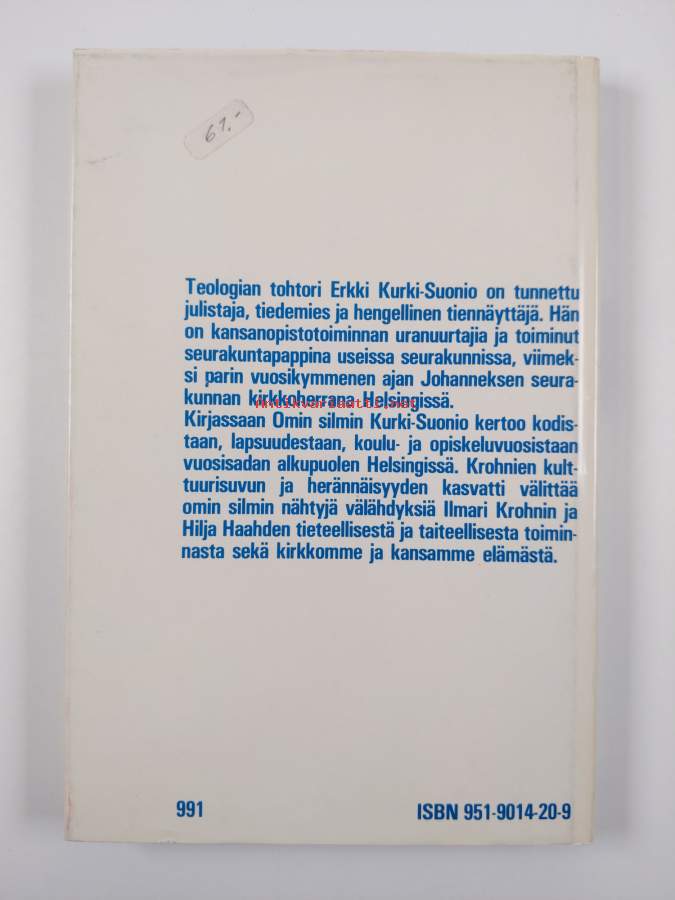 61.-
Teologian tohtori Erkki Kurki-Suonio on tunnettu
julistaja, tiedemies ja hengellinen tiennäyttäjä. Hän
on kansanopistotoiminnan uranuurtajia ja toiminut
seurakuntapappina useissa seurakunnissa, viimek-
si parin vuosikymmenen ajan Johanneksen seura-
kunnan kirkkoherrana Helsingissä.
Antikvariaatti.net
Kirjassaan Omin silmin Kurki-Suonio kertoo kodis-
taan, lapsuudestaan, koulu- ja opiskeluvuosistaan
vuosisadan alkupuolen Helsingissä. Krohnien kult-
tuurisuvun ja herännäisyyden kasvatti välittää
omin silmin nähtyjä välähdyksiä Ilmari Krohnin ja
Hilja Haahden tieteellisestä ja taiteellisesta toimin-
nasta sekä kirkkomme ja kansamme elämästä.
991
ISBN 951-9014-20-9